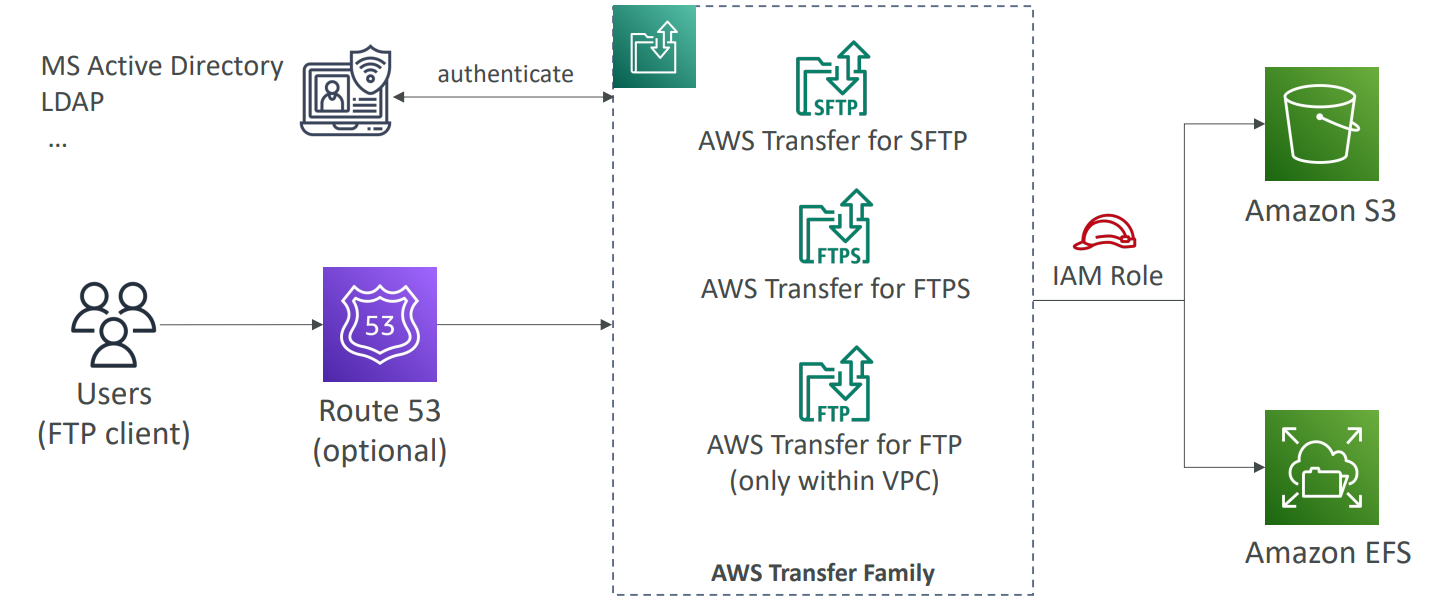 MS Active Directory
LDAP
...
authenticate
SFTP
AWS Transfer for SFTP
FTPS
AWS Transfer for FTPS
FTP
AWS Transfer for FTP
(only within VPC)
AWS Transfer Family
Users
(FTP client)
53
Route 53
(optional)
IAM Role
Amazon S3
Amazon EFS